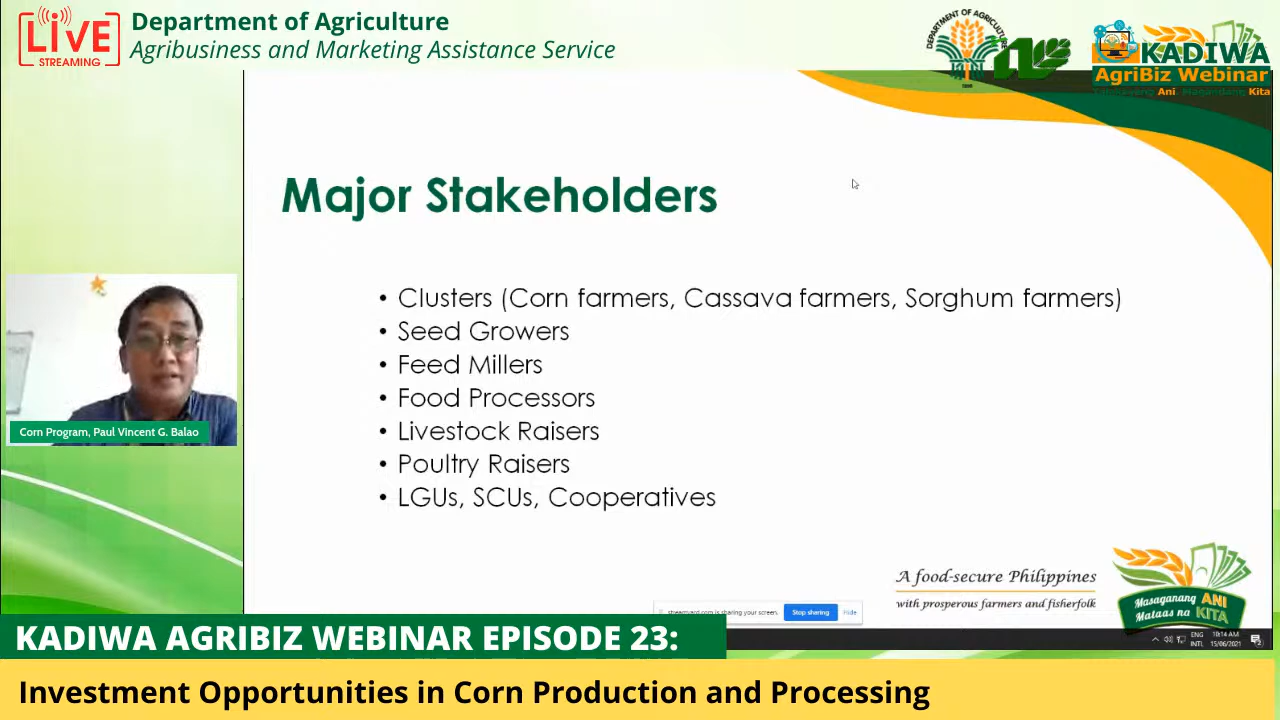 LIVE
STREAMING
Department of Agriculture
Agribusiness and Marketing Assistance Service
DEPARTMENT OF AGRICULTURE
KADIWA
AgriBiz Webinar
Ani. Kita
Major Stakeholders
• Clusters (Corn farmers, Cassava farmers, Sorghum farmers)
• Seed Growers
• Feed Millers
• Food Processors
• Livestock Raisers
• Poultry Raisers
• LGUs, SCUs, Cooperatives
Corn Program, Paul Vincent G. Balao
A food-secure Philippines
with prosperous farmers and fisherfolk
Masaganang ANI
Mataas na KITA
streamyard.com is sharing your screen. Stop sharing Hide
ENG 10:14 AM
INTL 15/06/2021
KADIWA AGRIBIZ WEBINAR EPISODE 23:
Investment Opportunities in Corn Production and Processing